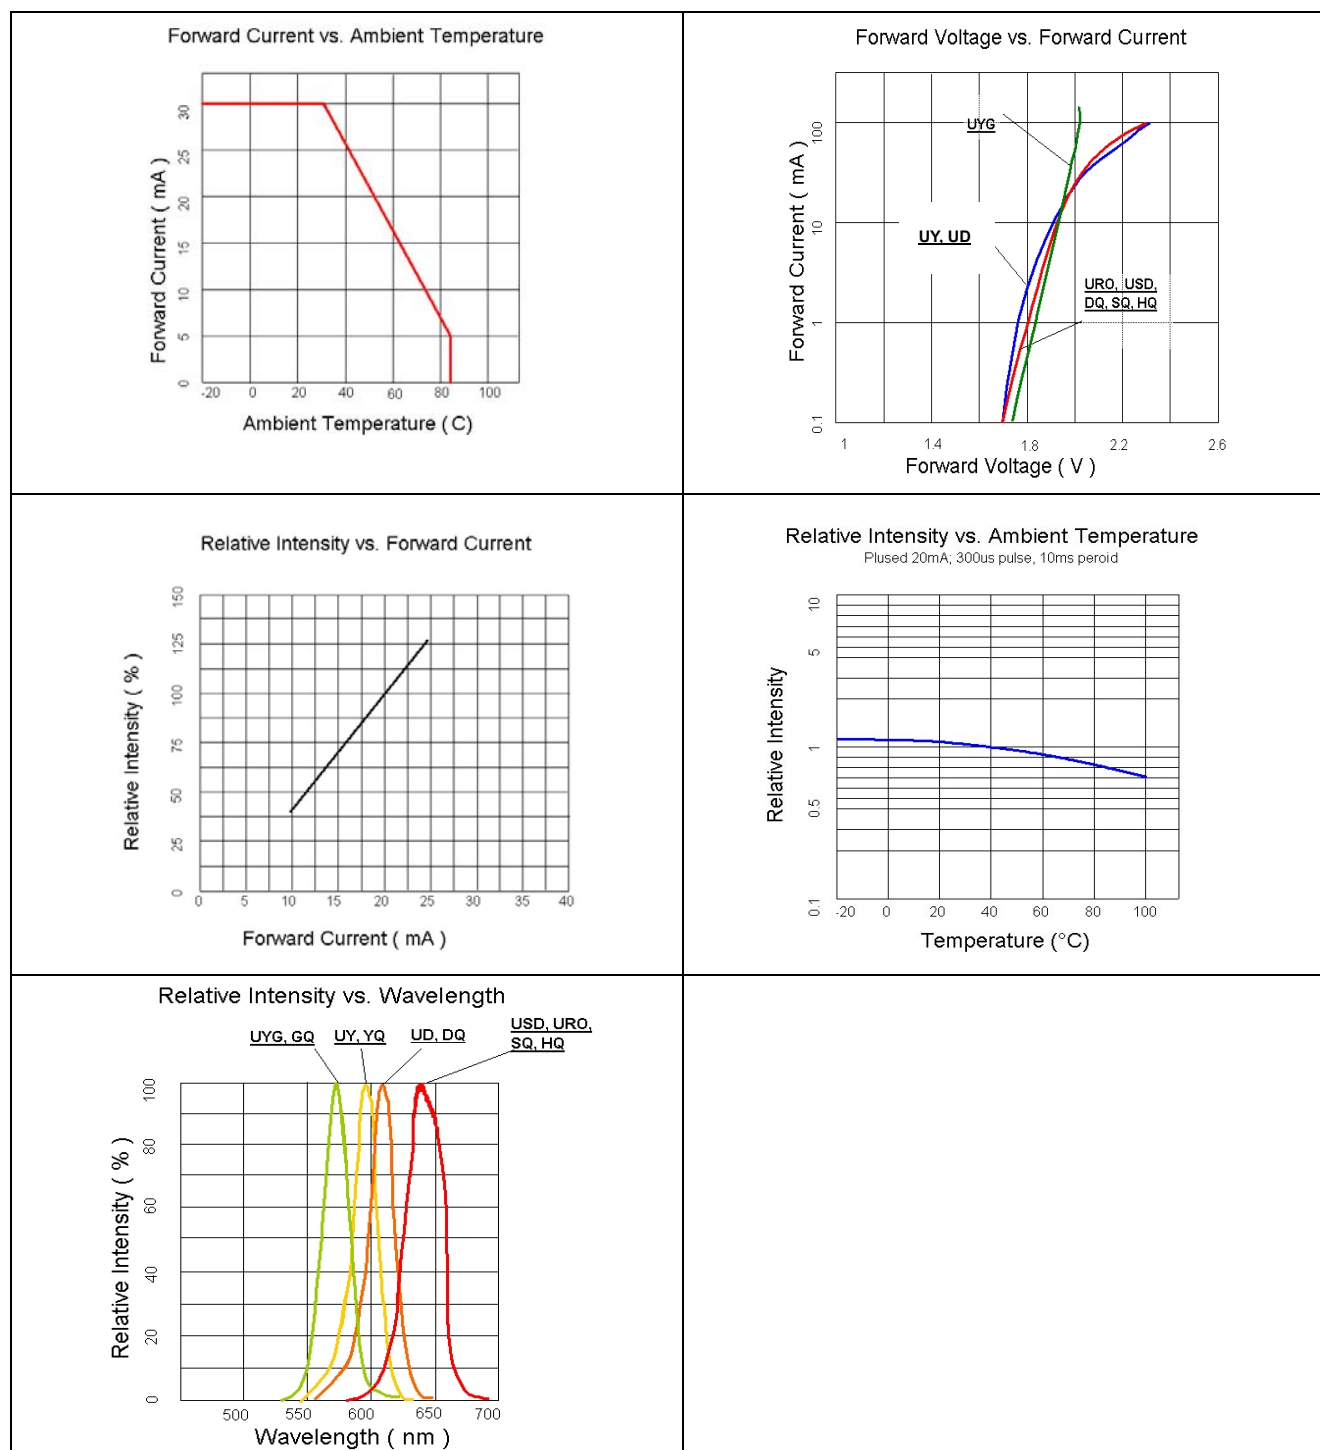 Forward Current vs. Ambient Temperature
30
25
20
15
10
5
0
Forward Current ( mA )
-20 0 20 40 60 80 100
Ambient Temperature ( C)
Forward Voltage vs. Forward Current
UYG
UY, UD
URO, USD,
DQ, SQ, HQ
100
10
1
0.1
Forward Current ( mA )
1 1.4 1.8 2.2 2.6
Forward Voltage ( V )
Relative Intensity vs. Forward Current
150
125
100
75
50
25
0
Relative Intensity ( % )
0 5 10 15 20 25 30 35 40
Forward Current ( mA )
Relative Intensity vs. Ambient Temperature
Plused 20mA; 300us pulse, 10ms peroid
10
5
1
0.5
0.1
Relative Intensity
-20 0 20 40 60 80 100
Temperature (°C)
Relative Intensity vs. Wavelength
UYG, GQ
UY, YQ
UD, DQ
USD, URO,
SQ, HQ
100
80
60
40
20
0
Relative Intensity ( % )
500 550 600 650 700
Wavelength ( nm )